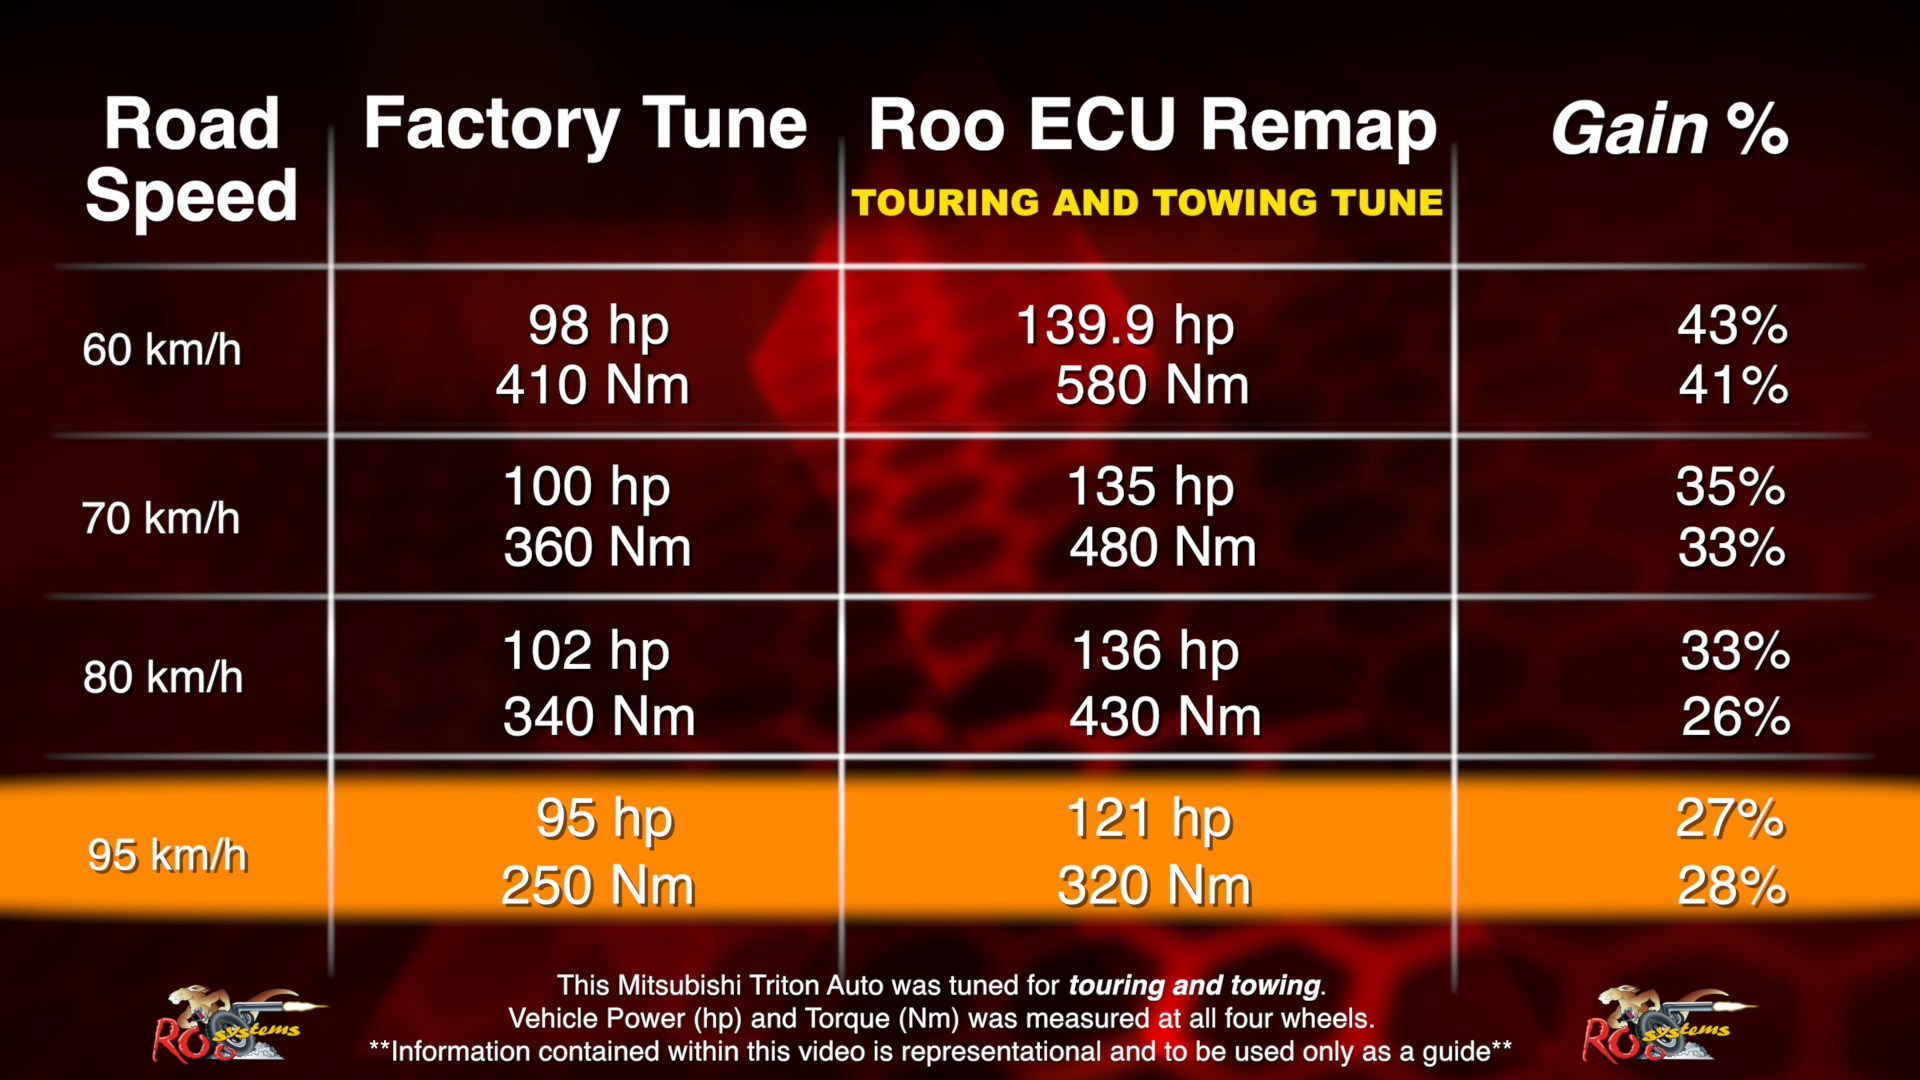 Road Speed
Factory Tune
Roo ECU Remap
TOURING AND TOWING TUNE
Gain %
60 km/h
98 hp
139.9 hp
43%
410 Nm
580 Nm
41%
70 km/h
100 hp
135 hp
35%
360 Nm
480 Nm
33%
80 km/h
102 hp
136 hp
33%
340 Nm
430 Nm
26%
95 km/h
95 hp
121 hp
27%
250 Nm
320 Nm
28%
This Mitsubishi Triton Auto was tuned for touring and towing.
Vehicle Power (hp) and Torque (Nm) was measured at all four wheels.
**Information contained within this video is representational and to be used only as a guide**
Roo systems
Roo systems